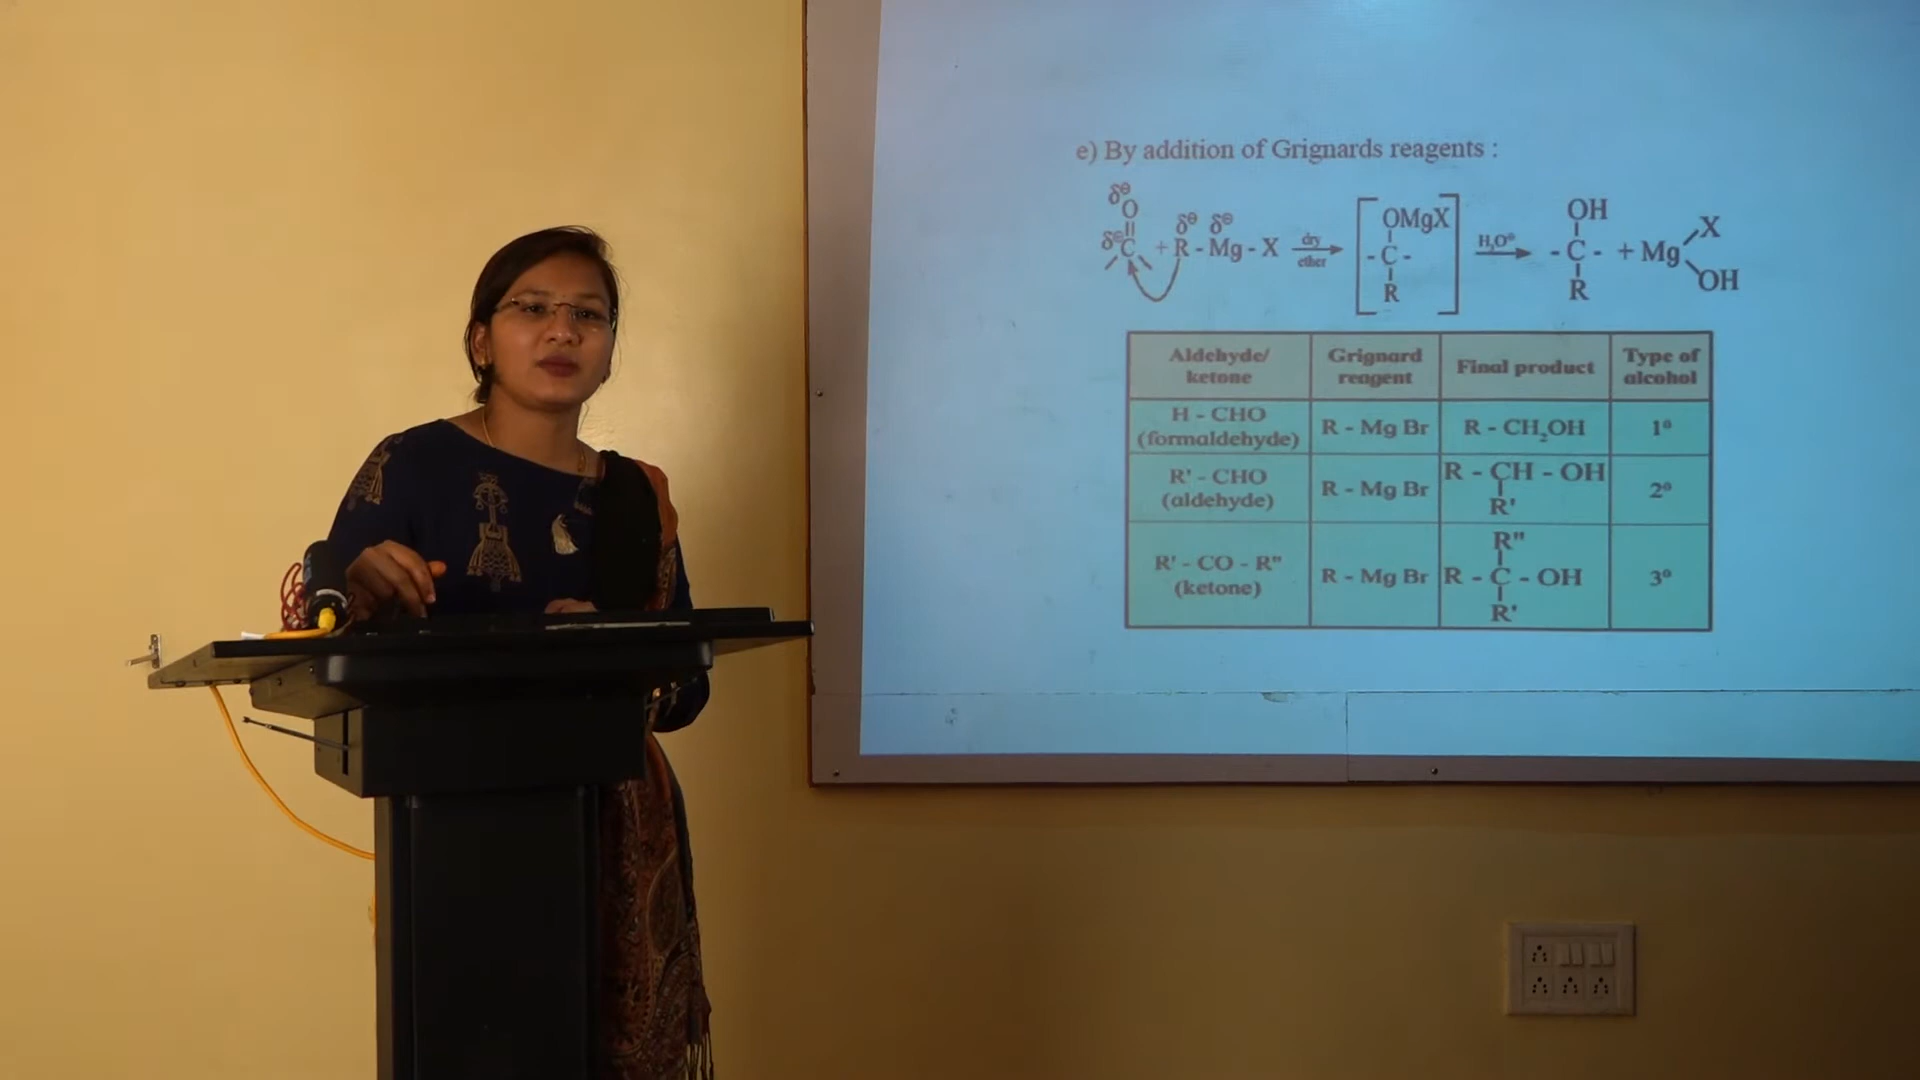 e) By addition of Grignards reagents :
δ⊖
O
||
δ⊕C + R - Mg - X
δ⊖ δ⊕
dry
ether
OMgX
- C -
R
H₃O⊕
OH
- C - + Mg
R
X
OH
Aldehyde/ ketone
Grignard reagent
Final product
Type of alcohol
H - CHO
(formaldehyde)
R - Mg Br
R - CH₂OH
1°
R' - CHO
(aldehyde)
R - Mg Br
R - CH - OH
R'
2°
R' - CO - R"
(ketone)
R - Mg Br
R"
R - C - OH
R'
3°